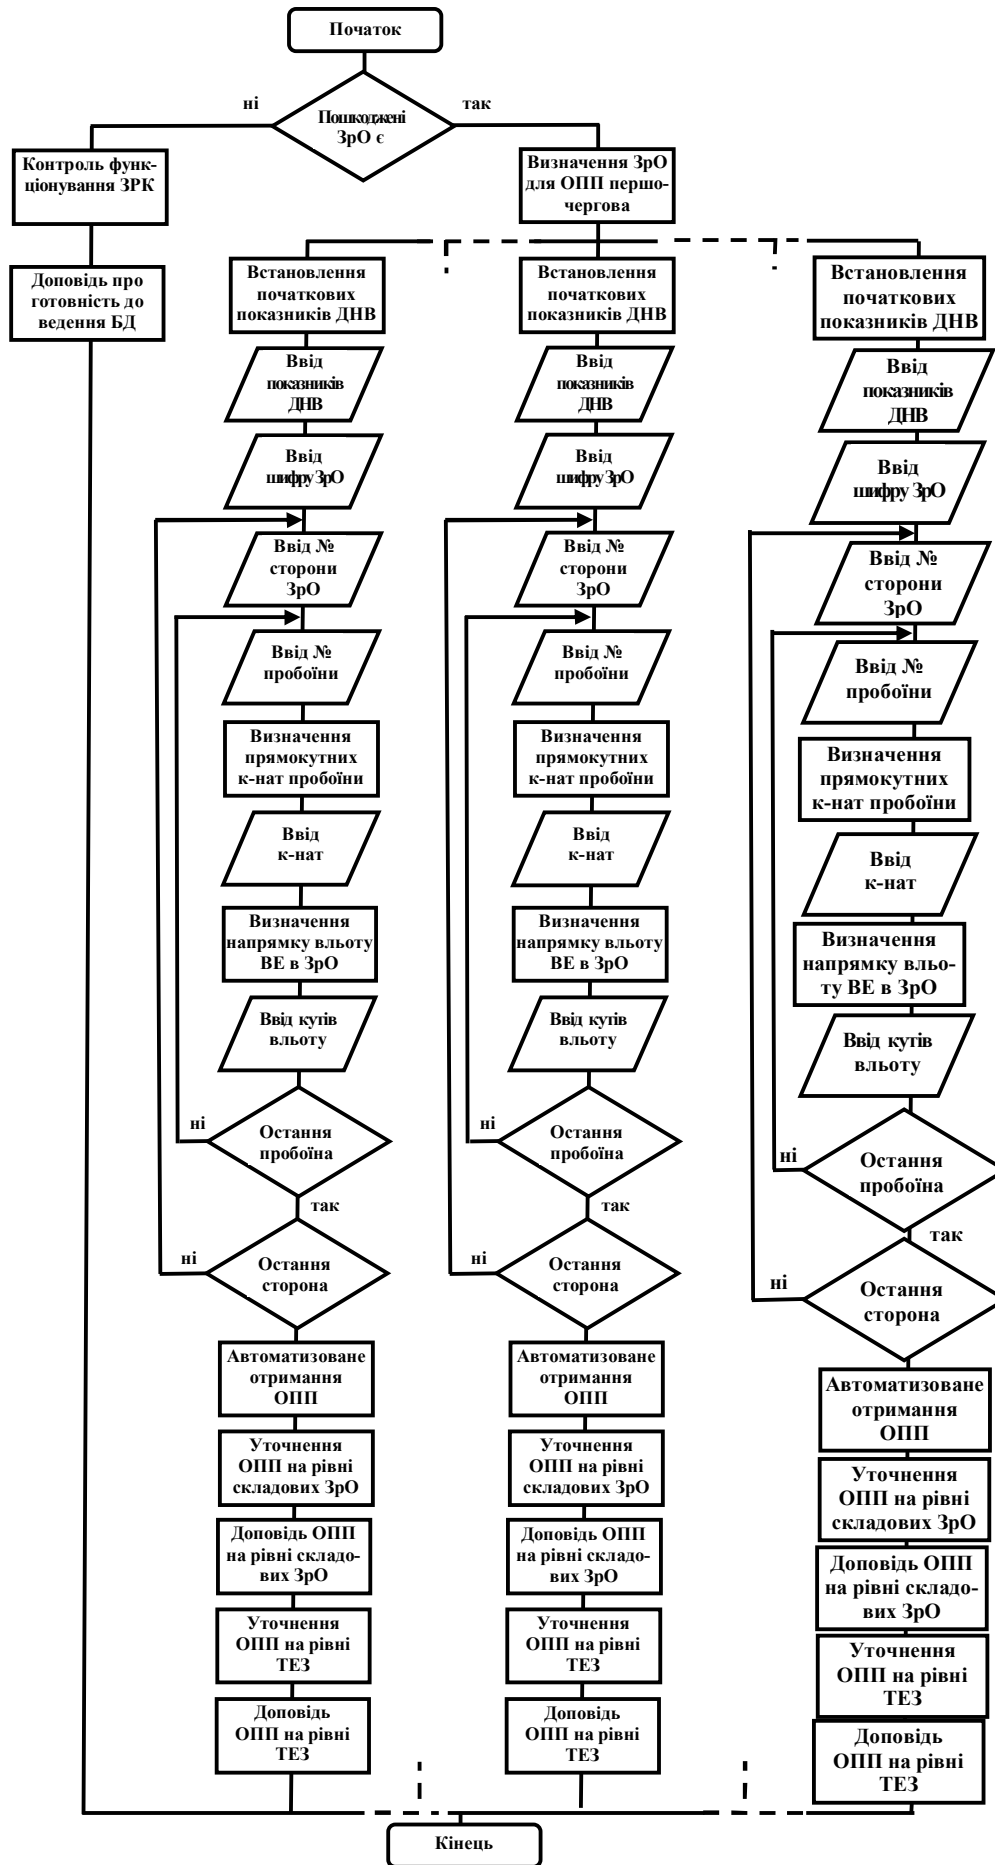 Початок
ні
так
Пошкоджені
ЗрО є
Контроль функ-
ціонування ЗРК
Визначення ЗрО
для ОПП першо-
чергова
Доповідь про
готовність до
ведення БД
Встановлення
початкових
показників ДНВ
Ввід
показників
ДНВ
Ввід
шифру ЗрО
Ввід №
сторони
ЗрО
Ввід №
пробоїни
Визначення
прямокутних
к-нат пробоїни
Ввід
к-нат
Визначення
напрямку вльоту
ВЕ в ЗрО
Ввід кутів
вльоту
ні
Остання
пробоїна
так
ні
Остання
сторона
Автоматизоване
отримання
ОПП
Уточнення
ОПП на рівні
складових ЗрО
Доповідь ОПП
на рівні складо-
вих ЗрО
Уточнення
ОПП на рівні
ТЕЗ
Доповідь
ОПП на рівні
ТЕЗ
Встановлення
початкових
показників ДНВ
Ввід
показників
ДНВ
Ввід
шифру ЗрО
Ввід №
сторони
ЗрО
Ввід №
пробоїни
Визначення
прямокутних
к-нат пробоїни
Ввід
к-нат
Визначення
напрямку вльоту
ВЕ в ЗрО
Ввід кутів
вльоту
ні
Остання
пробоїна
так
ні
Остання
сторона
Автоматизоване
отримання
ОПП
Уточнення
ОПП на рівні
складових ЗрО
Доповідь ОПП
на рівні складо-
вих ЗрО
Уточнення
ОПП на рівні
ТЕЗ
Доповідь
ОПП на рівні
ТЕЗ
Встановлення
початкових
показників ДНВ
Ввід
показників
ДНВ
Ввід
шифру ЗрО
Ввід №
сторони
ЗрО
Ввід №
пробоїни
Визначення
прямокутних
к-нат пробоїни
Ввід
к-нат
Визначення
напрямку вльо-
ту ВЕ в ЗрО
Ввід кутів
вльоту
ні
Остання
пробоїна
так
ні
Остання
сторона
Автоматизоване
отримання
ОПП
Уточнення
ОПП на рівні
складових ЗрО
Доповідь ОПП
на рівні складо-
вих ЗрО
Уточнення
ОПП на рівні
ТЕЗ
Доповідь
ОПП на рівні
ТЕЗ
Кінець